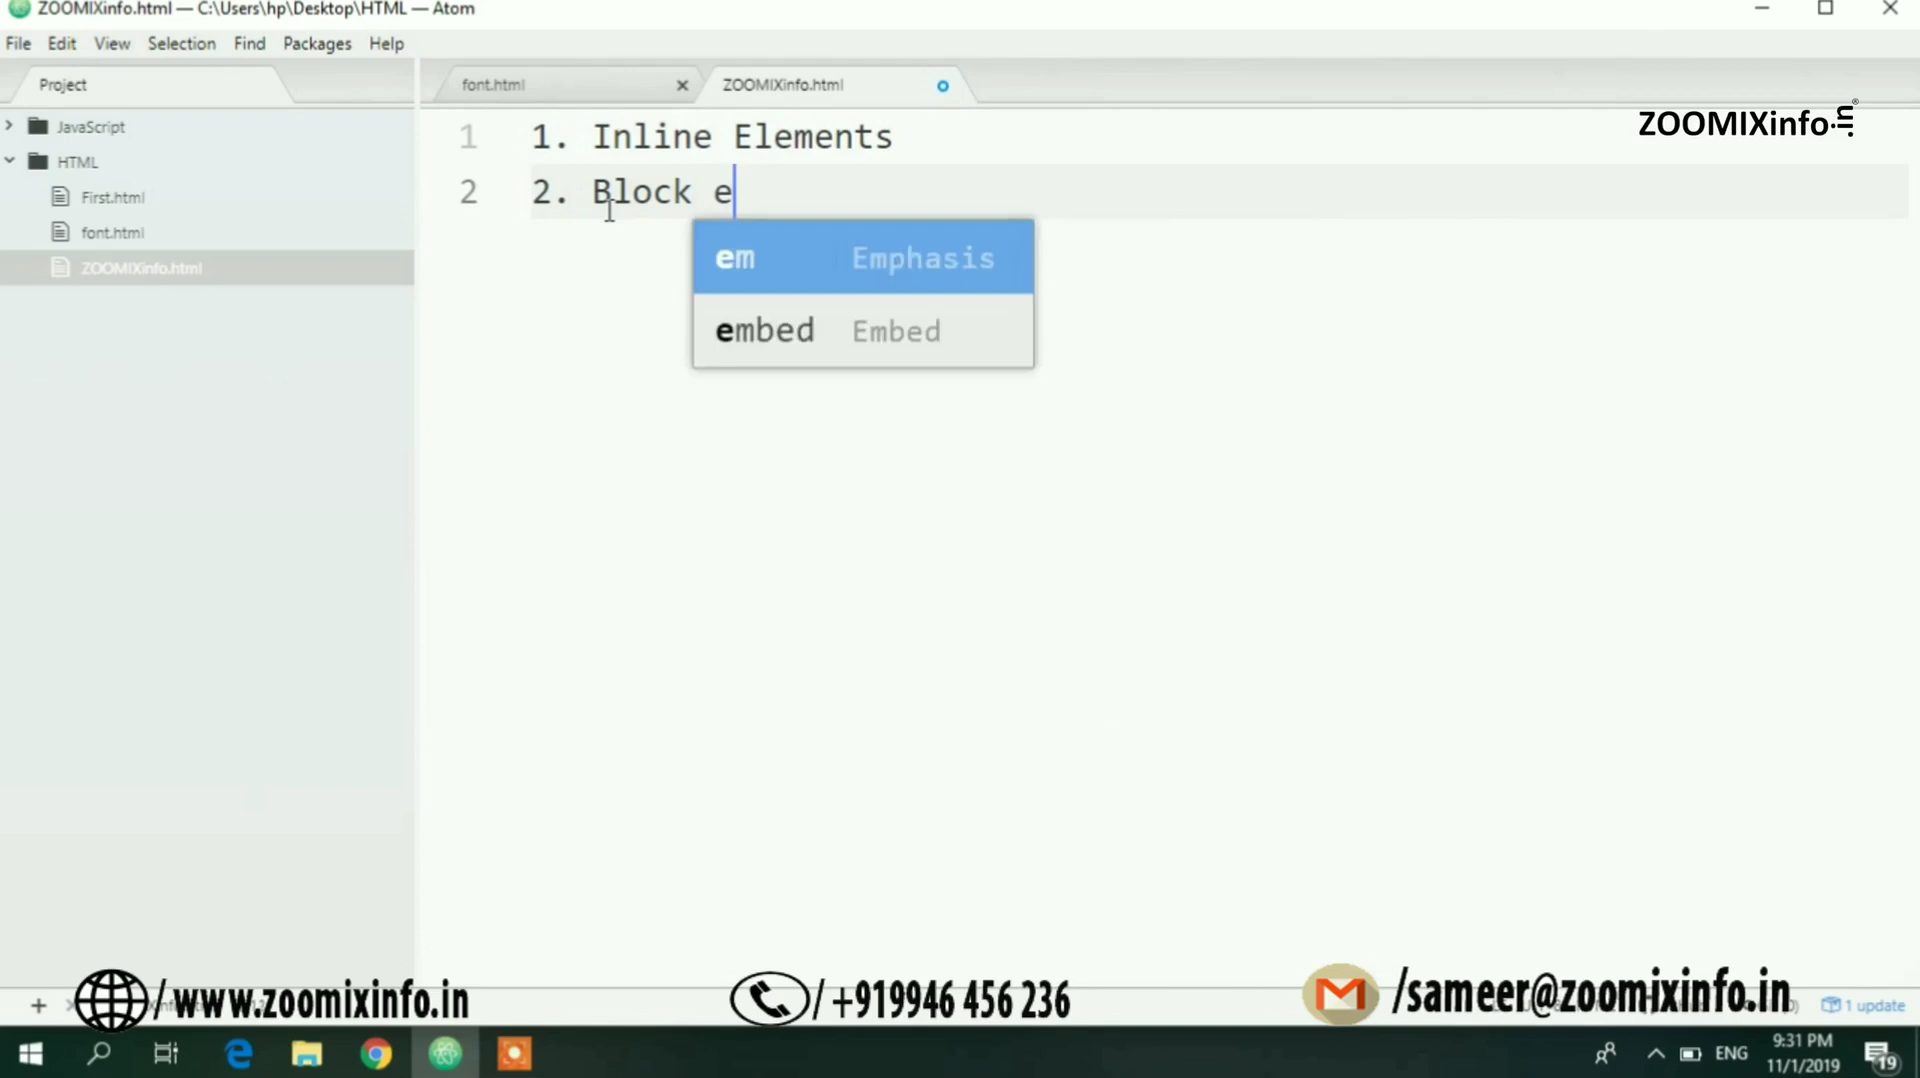 ZOOMIXinfo.html — C:\Users\hp\Desktop\HTML — Atom
File Edit View Selection Find Packages Help
Project
font.html
ZOOMIXinfo.html
JavaScript
HTML
First.html
font.html
ZOOMIXinfo.html
ZOOMIXinfo.in
1 1. Inline Elements
2 2. Block e
em Emphasis
embed Embed
/ www.zoomixinfo.in
/ +919946 456 236
/sameer@zoomixinfo.in
1 update
ENG
9:31 PM
11/1/2019
19